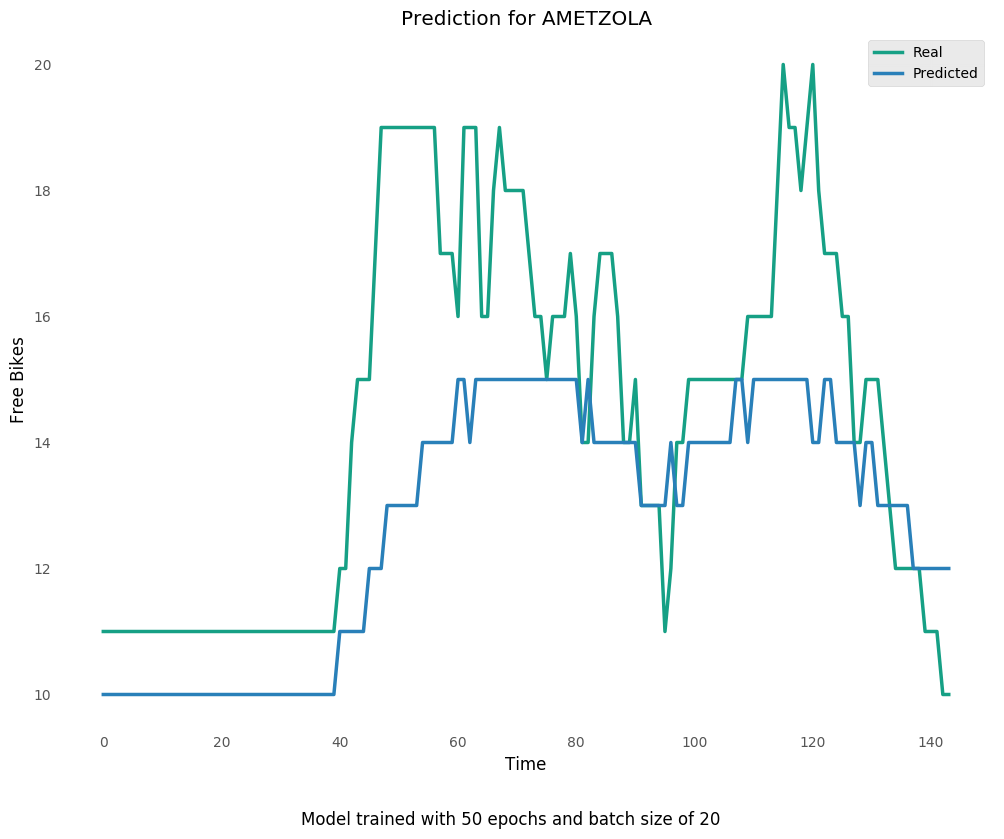 Prediction for AMETZOLA
Real
Predicted
Free Bikes
20
18
16
14
12
10
0 20 40 60 80 100 120 140
Time
Model trained with 50 epochs and batch size of 20